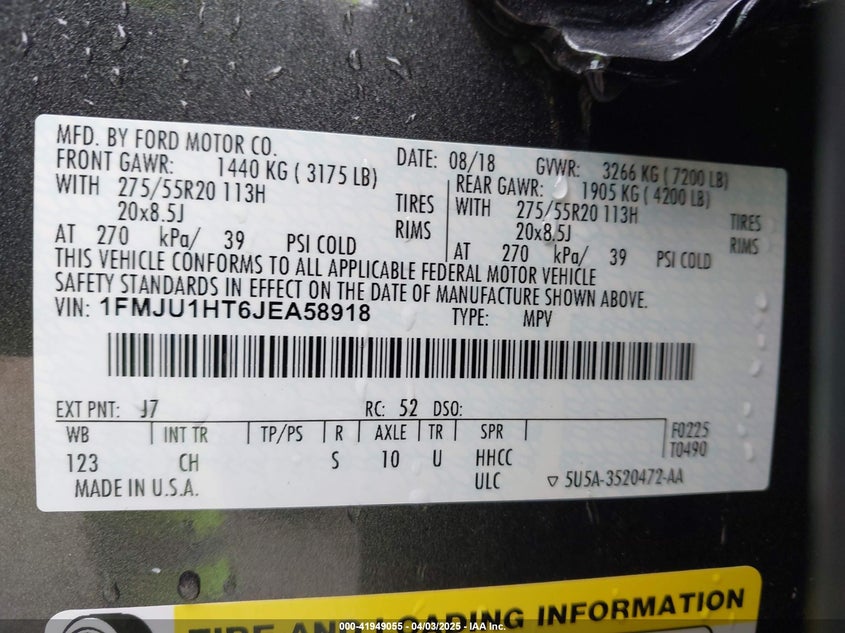 MFD. BY FORD MOTOR CO.
DATE: 08/18 GVWR: 3266 KG ( 7200 LB)
FRONT GAWR: 1440 KG ( 3175 LB)
WITH 275/55R20 113H TIRES
20x8.5J RIMS
AT 270 kPa/ 39 PSI COLD
REAR GAWR: 1905 KG ( 4200 LB)
WITH 275/55R20 113H TIRES
20x8.5J RIMS
AT 270 kPa/ 39 PSI COLD
THIS VEHICLE CONFORMS TO ALL APPLICABLE FEDERAL MOTOR VEHICLE
SAFETY STANDARDS IN EFFECT ON THE DATE OF MANUFACTURE SHOWN ABOVE.
VIN: 1FMJU1HT6JEA58918 TYPE: MPV
EXT PNT: J7 RC: 52 DSO:
WB INT TR TP/PS R AXLE TR SPR F0225
T0490
123 CH S 10 U HHCC
ULC
MADE IN U.S.A. ▽ 5U5A-3520472-AA
TIRE AND LOADING INFORMATION
000-41949055 - 04/03/2025 - IAA Inc.